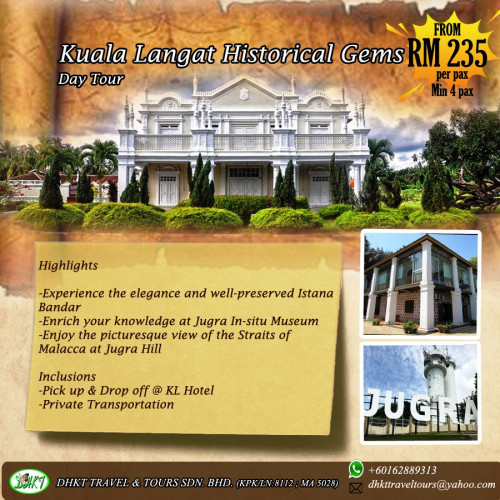 Kuala Langat Historical Gems
Day Tour
FROM
RM 235
per pax
Min 4 pax
Highlights
-Experience the elegance and well-preserved Istana
Bandar
-Enrich your knowledge at Jugra In-situ Museum
-Enjoy the picturesque view of the Straits of
Malacca at Jugra Hill
Inclusions
-Pick up & Drop off @ KL Hotel
-Private Transportation
JUGRA
DHKT
DHKT TRAVEL & TOURS SDN. BHD. (KPK/LN:8112 ; MA 5028)
+60162889313
dhkttraveltours@yahoo.com